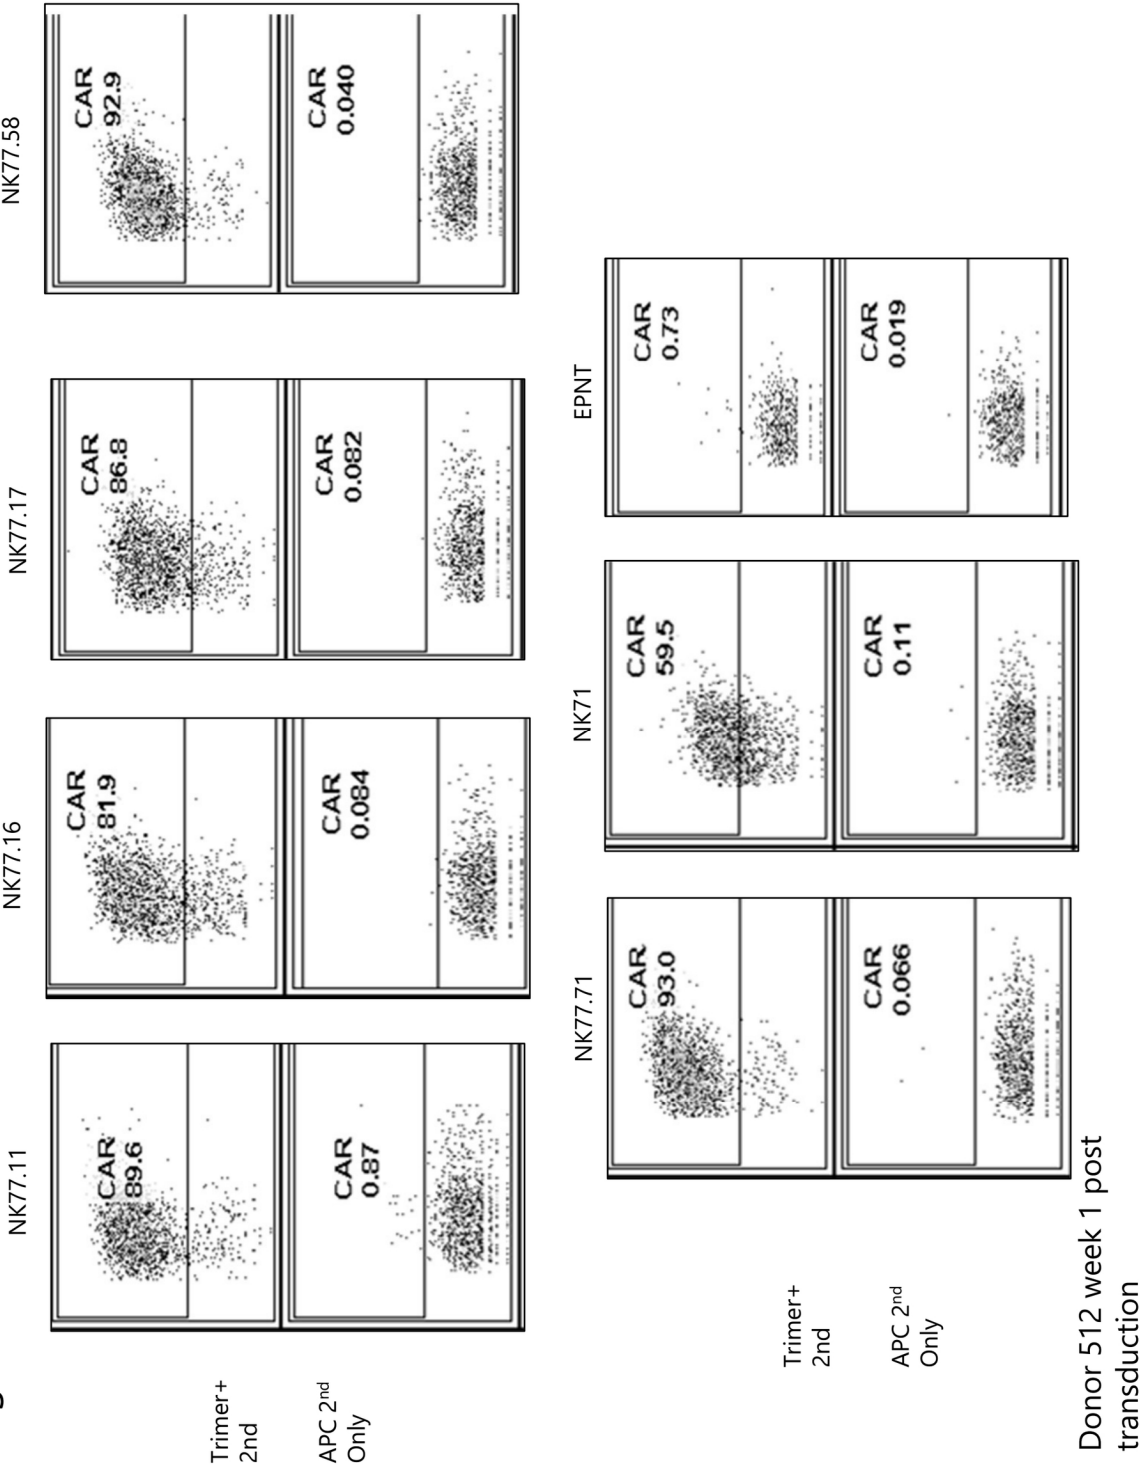 NK77.11
NK77.16
NK77.17
NK77.58
Trimer+
2nd
CAR
89.6
CAR
81.9
CAR
86.8
CAR
92.9
APC 2nd
Only
CAR
0.87
CAR
0.084
CAR
0.082
CAR
0.040
NK77.71
NK71
EPNT
Trimer+
2nd
CAR
93.0
CAR
59.5
CAR
0.73
APC 2nd
Only
CAR
0.066
CAR
0.11
CAR
0.019
Donor 512 week 1 post
transduction